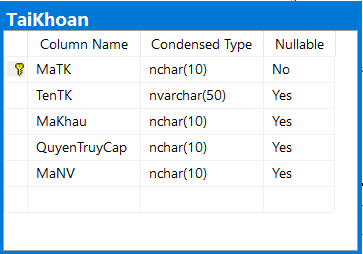 TaiKhoan
Column Name Condensed Type Nullable
MaTK nchar(10) No
TenTK nvarchar(50) Yes
MaKhau nchar(10) Yes
QuyenTruyCap nchar(10) Yes
MaNV nchar(10) Yes